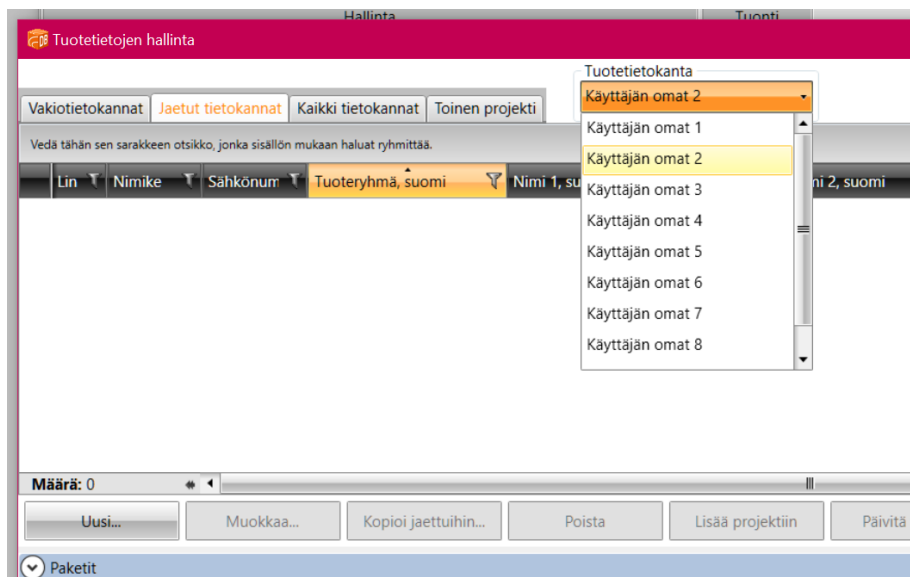 Hallinta
Tuonti
DB
Tuotetietojen hallinta
Tuotetietokanta
Käyttäjän omat 2
Vakiotietokannat
Jaetut tietokannat
Kaikki tietokannat
Toinen projekti
Käyttäjän omat 1
Käyttäjän omat 2
Käyttäjän omat 3
Käyttäjän omat 4
Käyttäjän omat 5
Käyttäjän omat 6
Käyttäjän omat 7
Käyttäjän omat 8
Vedä tähän sen sarakkeen otsikko, jonka sisällön mukaan haluat ryhmittää.
Lin
Nimike
Sähkönum
Tuoteryhmä, suomi
Nimi 1, su
mi 2, suomi
Määrä: 0
Uusi...
Muokkaa...
Kopioi jaettuihin...
Poista
Lisää projektiin
Päivitä
Paketit